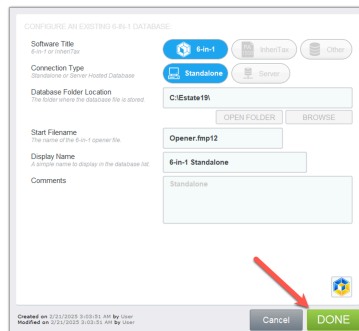 CONFIGURE AN EXISTING 6-IN-1 DATABASE:
Software Title
6-in-1 or InheriTax
6-in-1
InheriTax
Other
Connection Type
Standalone or Server Hosted Database
Standalone
Server
Database Folder Location
The folder where the database file is stored
C:\Estate19\
OPEN FOLDER
BROWSE
Start Filename
The name of the 6-in-1 opener file.
Opener.fmp12
Display Name
A simple name to display in the database list.
6-in-1 Standalone
Comments
Standalone
Created on 2/21/2025 3:03:51 AM by User
Modified on 2/21/2025 3:03:51 AM by User
Cancel
DONE